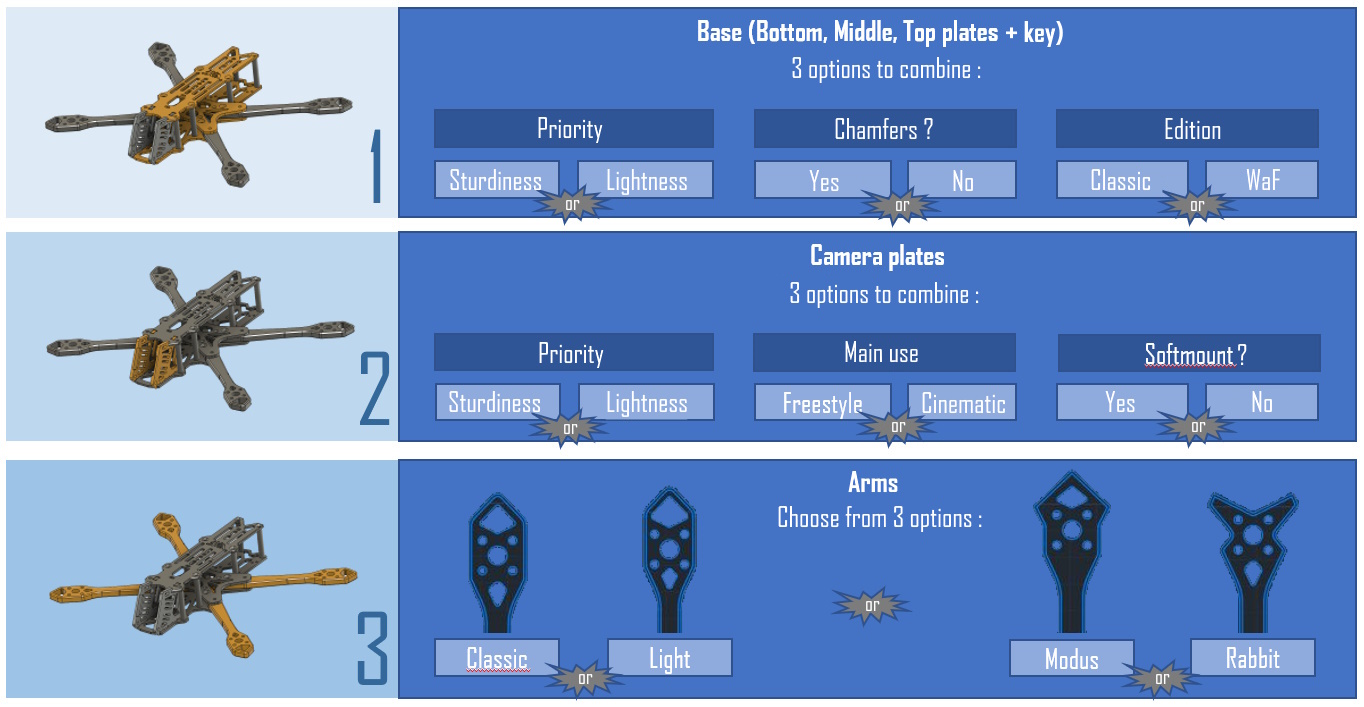 1
Base (Bottom, Middle, Top plates + key)
3 options to combine :
Priority
Chamfers ?
Edition
Sturdiness
or
Lightness
Yes
or
No
Classic
or
WaF
2
Camera plates
3 options to combine :
Priority
Main use
Softmount ?
Sturdiness
or
Lightness
Freestyle
or
Cinematic
Yes
or
No
3
Arms
Choose from 3 options :
or
Classic
or
Light
Modus
or
Rabbit